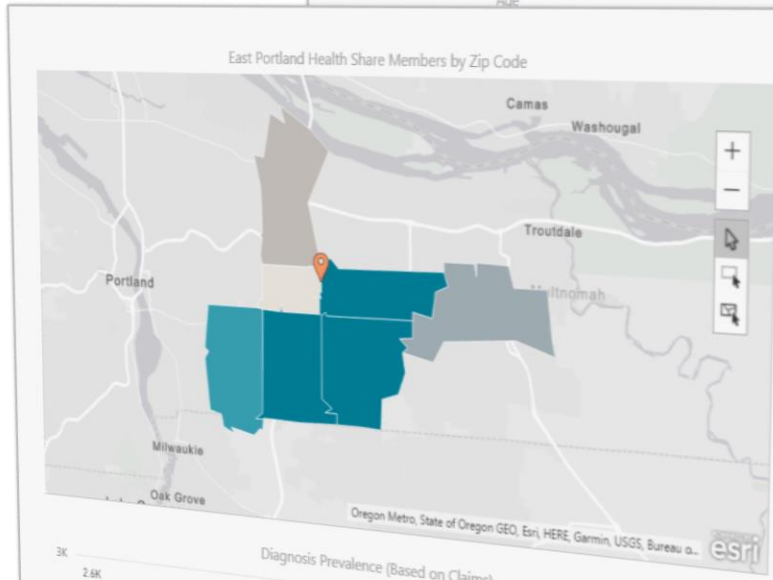 Age
East Portland Health Share Members by Zip Code
Camas
Washougal
Troutdale
Portland
Multnomah
Milwaukie
Oak Grove
Oregon Metro, State of Oregon GEO, Esri, HERE, Garmin, USGS, Bureau o...
esri
Diagnosis Prevalence (Based on Claims)
3K
2.6K